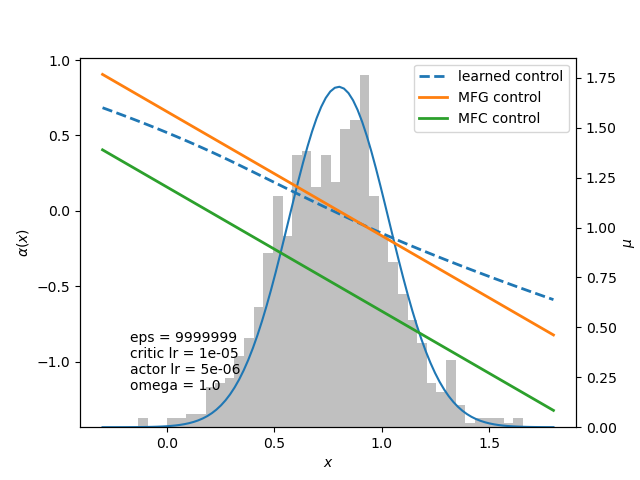 learned control
MFG control
MFC control
1.0
0.5
0.0
−0.5
−1.0
α(x)
eps = 9999999
critic lr = 1e-05
actor lr = 5e-06
omega = 1.0
0.0 0.5 1.0 1.5
x
1.75
1.50
1.25
1.00
0.75
0.50
0.25
0.00
μ